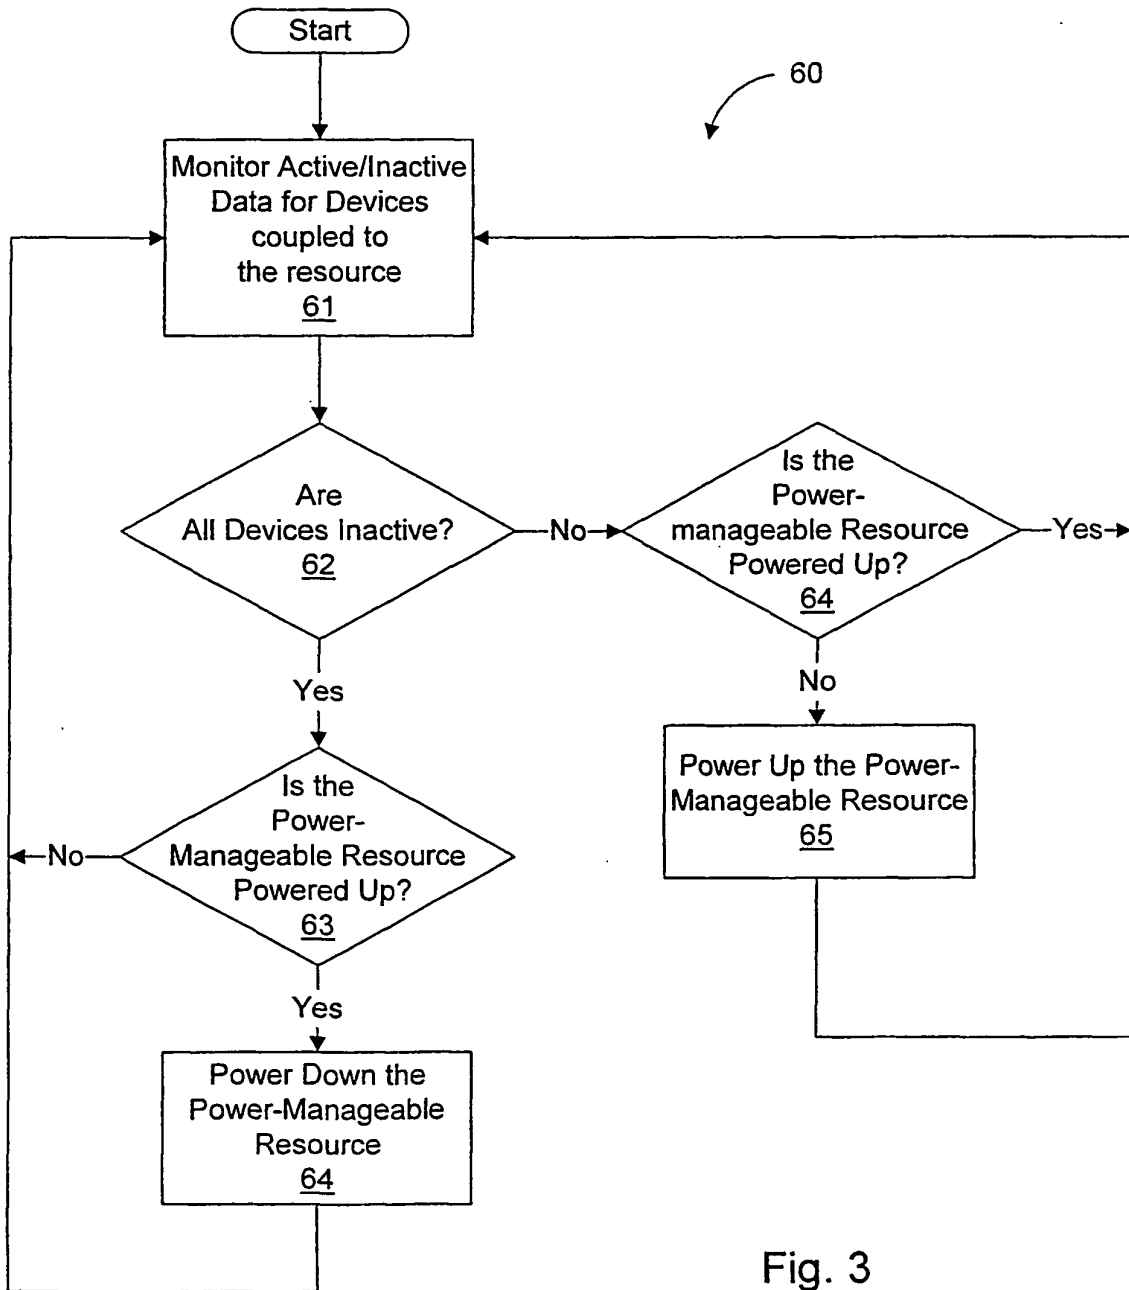 Start
60
Monitor Active/Inactive
Data for Devices
coupled to
the resource
61
Are
All Devices Inactive?
62
No
Is the
Power-
manageable Resource
Powered Up?
64
Yes
Yes
No
Power Up the Power-
Manageable Resource
65
Is the
Power-
Manageable Resource
Powered Up?
63
No
Yes
Power Down the
Power-Manageable
Resource
64
Fig. 3